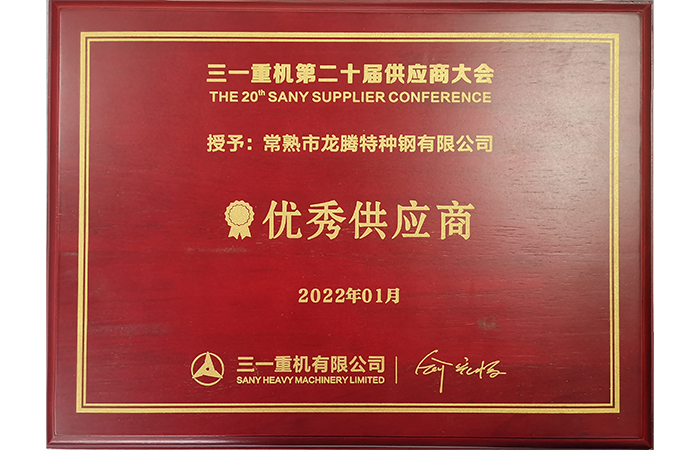 三一重机第二十届供应商大会
THE 20th SANY SUPPLIER CONFERENCE
授予：常熟市龙腾特种钢有限公司
优秀供应商
2022年01月
三一重机有限公司
SANY HEAVY MACHINERY LIMITED